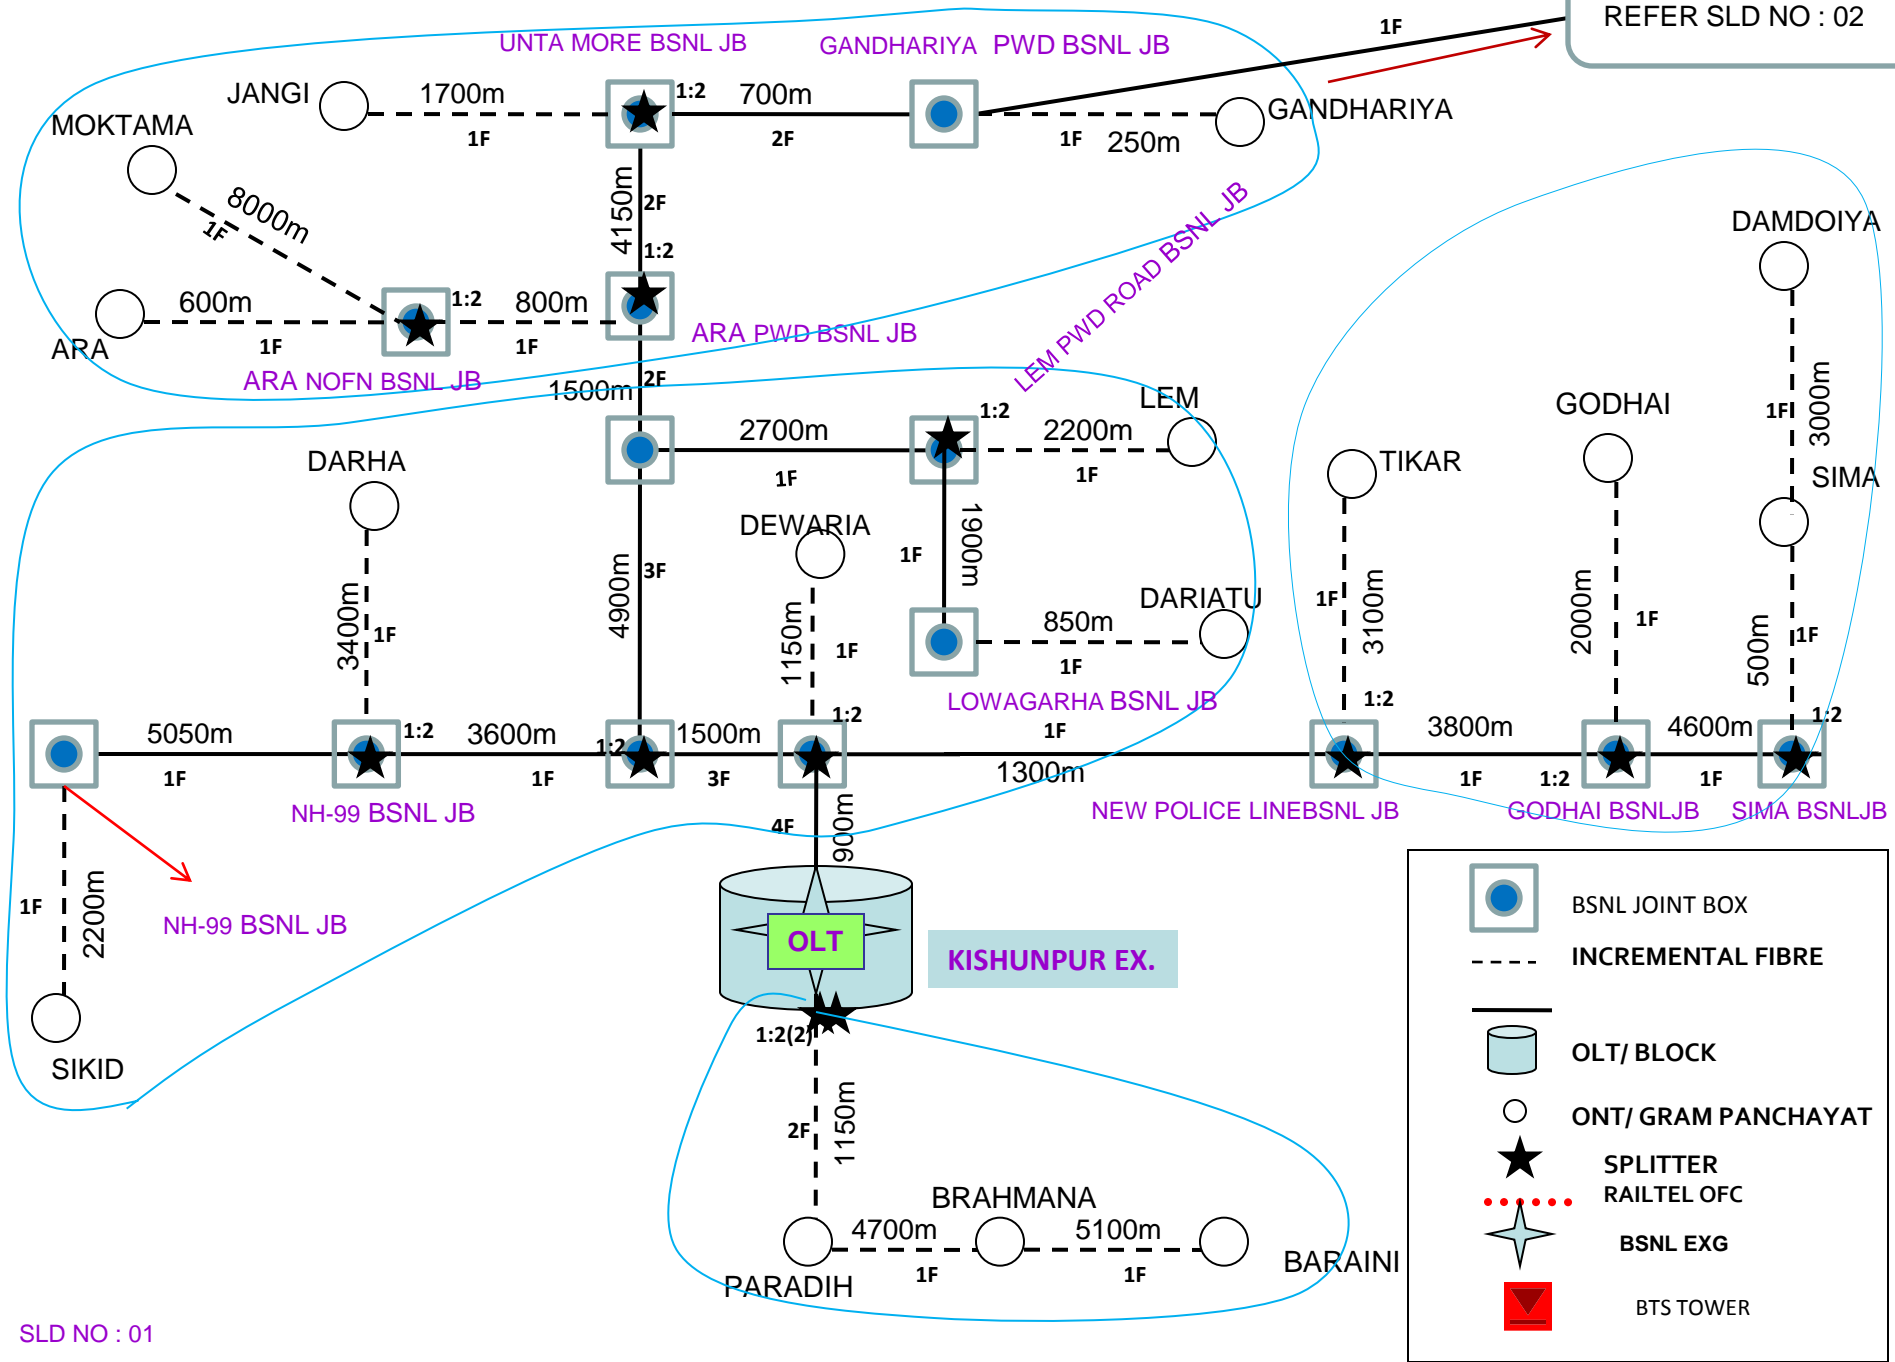 1F
REFER SLD NO : 02
UNTA MORE BSNL JB
GANDHARIYA PWD BSNL JB
JANGI
1700m
1F
1:2
700m
2F
1F
250m
GANDHARIYA
MOKTAMA
8000m
1F
4150m
2F
1:2
LEM PWD ROAD BSNL JB
DAMDOIYA
600m
1F
1:2
800m
1F
ARA
ARA PWD BSNL JB
ARA NOFN BSNL JB
1500m
2F
LEM
1:2
2700m
1F
2200m
1F
GODHAI
1F
3000m
DARHA
TIKAR
SIMA
DEWARIA
1900m
1F
4900m
3F
3400m
1F
1150m
1F
DARIATU
850m
1F
1F
3100m
2000m
1F
500m
1F
LOWAGARHA BSNL JB
5050m
1F
1:2
3600m
1F
1:2
1500m
3F
1:2
1F
1300m
1:2
3800m
1F
1:2
4600m
1F
1:2
NH-99 BSNL JB
NEW POLICE LINEBSNL JB
GODHAI BSNLJB
SIMA BSNLJB
4F
900m
1F
2200m
NH-99 BSNL JB
OLT
KISHUNPUR EX.
BSNL JOINT BOX
INCREMENTAL FIBRE
OLT/ BLOCK
ONT/ GRAM PANCHAYAT
SPLITTER
RAILTEL OFC
BSNL EXG
BTS TOWER
SIKID
1:2(2)
2F
1150m
BRAHMANA
4700m
1F
5100m
1F
PARADIH
BARAINI
SLD NO : 01